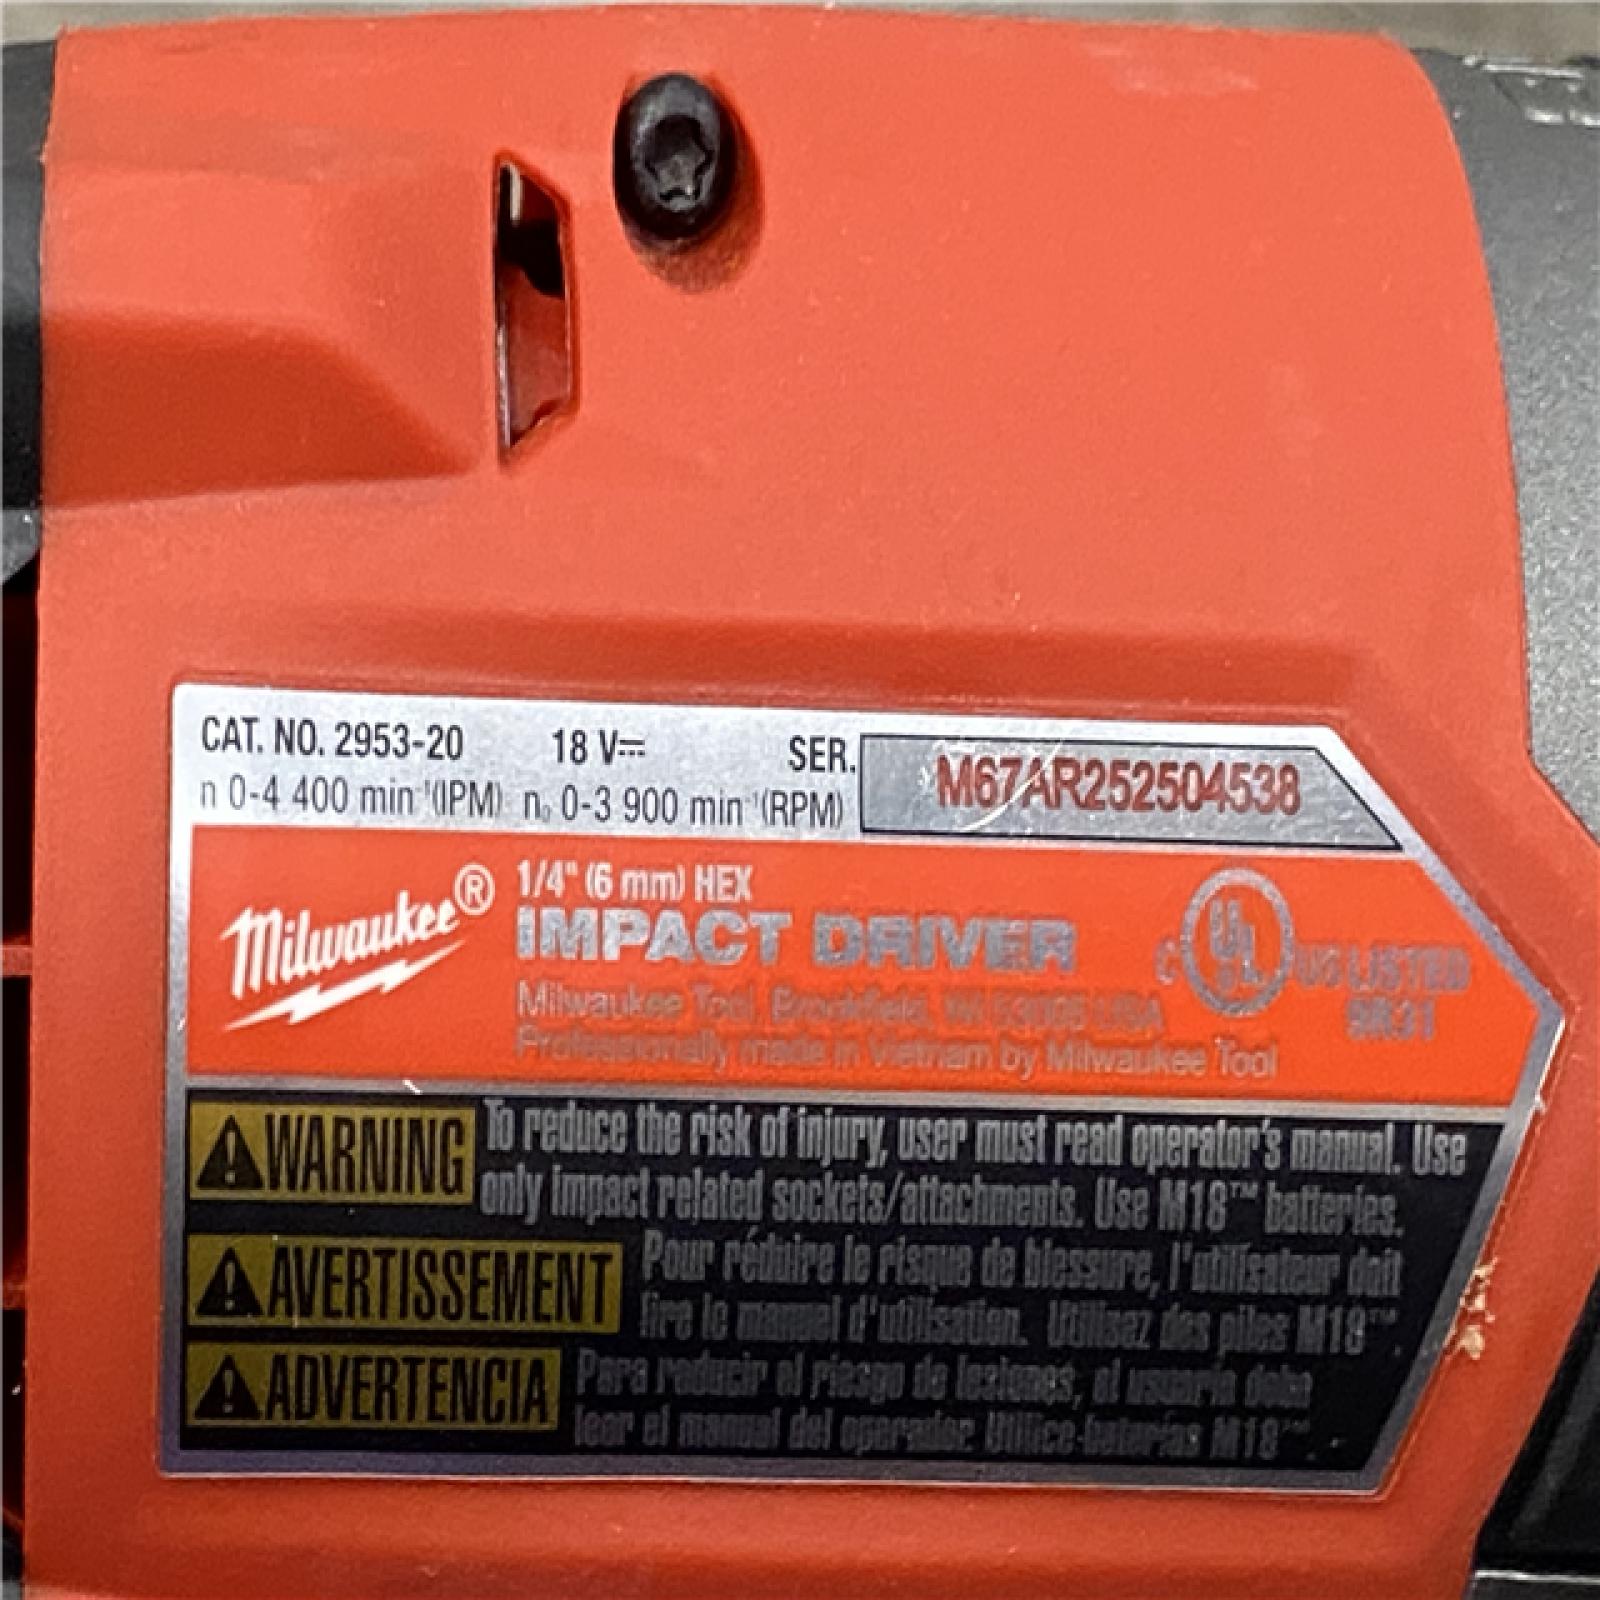 CAT. NO. 2953-20 18 V⎓ SER. M67AR252504538
n 0-4 400 min⁻¹(IPM) n₀ 0-3 900 min⁻¹(RPM)
Milwaukee®
1/4" (6 mm) HEX
IMPACT DRIVER
Milwaukee Tool, Brookfield, WI 53005 USA
Professionally made in Vietnam by Milwaukee Tool
C UL US LISTED
9R31
⚠WARNING To reduce the risk of injury, user must read operator's manual. Use
only impact related sockets/attachments. Use M18™ batteries.
⚠AVERTISSEMENT Pour réduire le risque de blessure, l'utilisateur doit
lire le manuel d'utilisation. Utilisez des piles M18™.
⚠ADVERTENCIA Para reducir el riesgo de lesiones, el usuario debe
leer el manual del operador. Utilice baterías M18™.